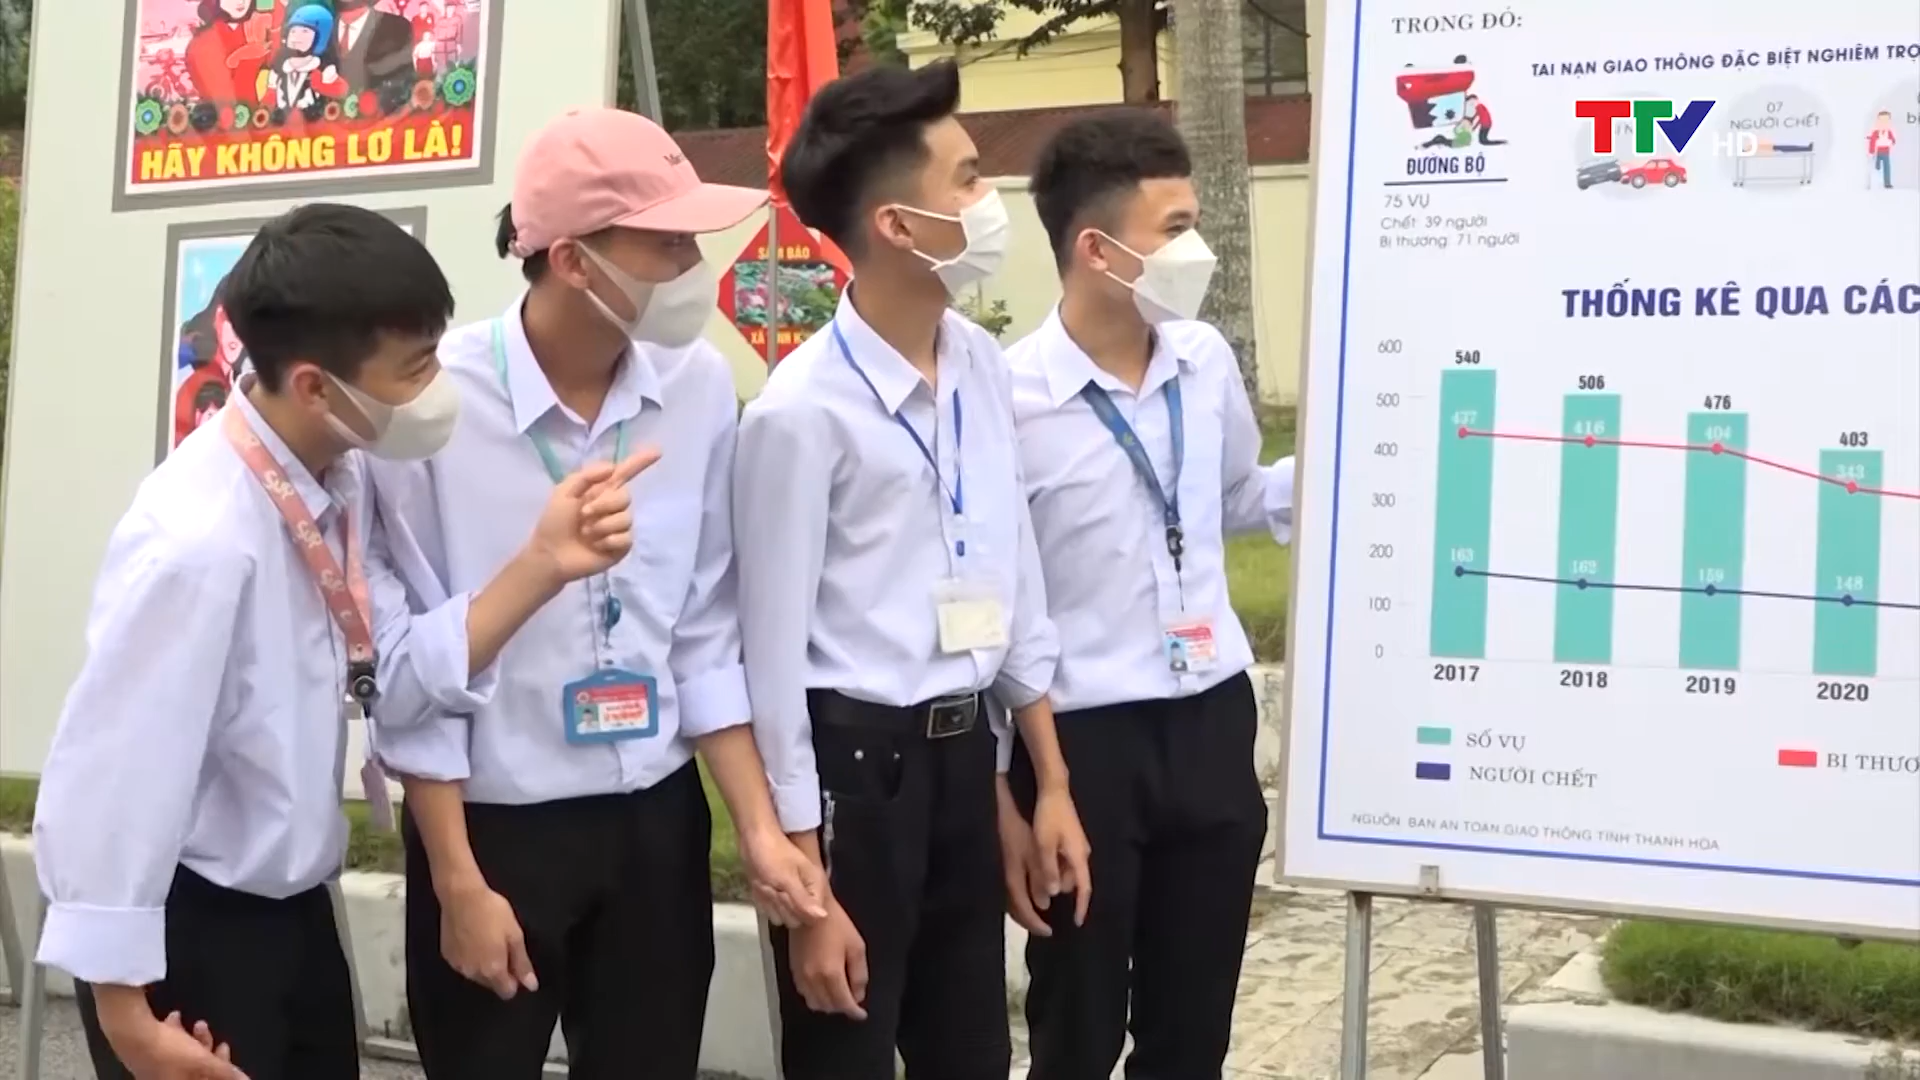 HÃY KHÔNG LƠ LÀ!
TRONG ĐÓ:
TAI NẠN GIAO THÔNG ĐẶC BIỆT NGHIÊM TRỌ
TTV HD
07
NGƯỜI CHẾT
ĐƯỜNG BỘ
75 VỤ
Chết: 39 người
Bị thương: 71 người
THỐNG KÊ QUA CÁC
600
500
400
300
200
100
0
540
506
476
403
437
416
404
343
163
162
159
148
2017
2018
2019
2020
SỐ VỤ
NGƯỜI CHẾT
BỊ THƯƠ
NGUỒN: BAN AN TOÀN GIAO THÔNG TỈNH THANH HÓA